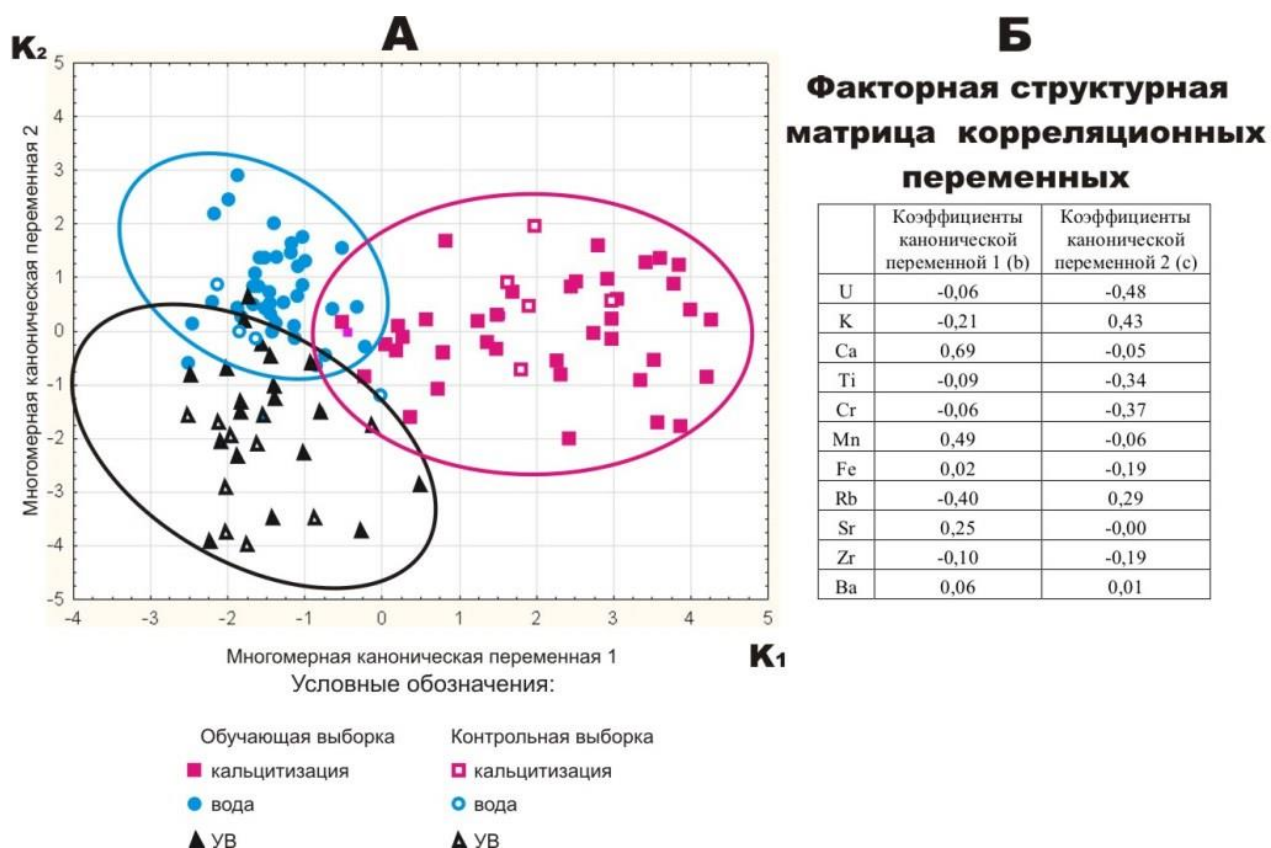 A
K₂
5
4
3
2
1
0
-1
-2
-3
-4
-5
Многомерная каноническая переменная 2
-4 -3 -2 -1 0 1 2 3 4 5
Многомерная каноническая переменная 1
K₁
Условные обозначения:
Обучающая выборка
кальцитизация
вода
УВ
Контрольная выборка
кальцитизация
вода
УВ
Б
Факторная структурная
матрица корреляционных
переменных
Коэффициенты канонической переменной 1 (b) Коэффициенты канонической переменной 2 (c)
U -0,06 -0,48
K -0,21 0,43
Ca 0,69 -0,05
Ti -0,09 -0,34
Cr -0,06 -0,37
Mn 0,49 -0,06
Fe 0,02 -0,19
Rb -0,40 0,29
Sr 0,25 -0,00
Zr -0,10 -0,19
Ba 0,06 0,01